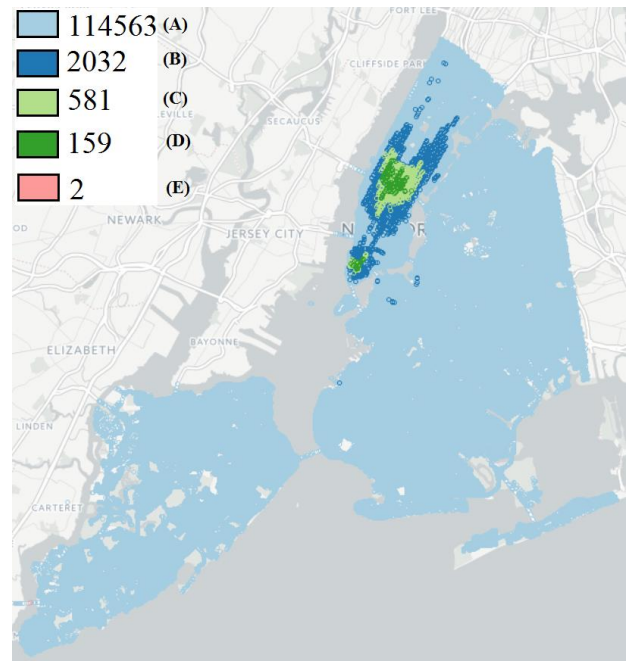 114563 (A)
2032 (B)
581 (C)
159 (D)
2 (E)
FORT LEE
CLIFFSIDE PARK
SECAUCUS
NEWARK
JERSEY CITY
ELIZABETH
BAYONNE
LINDEN
CARTERET